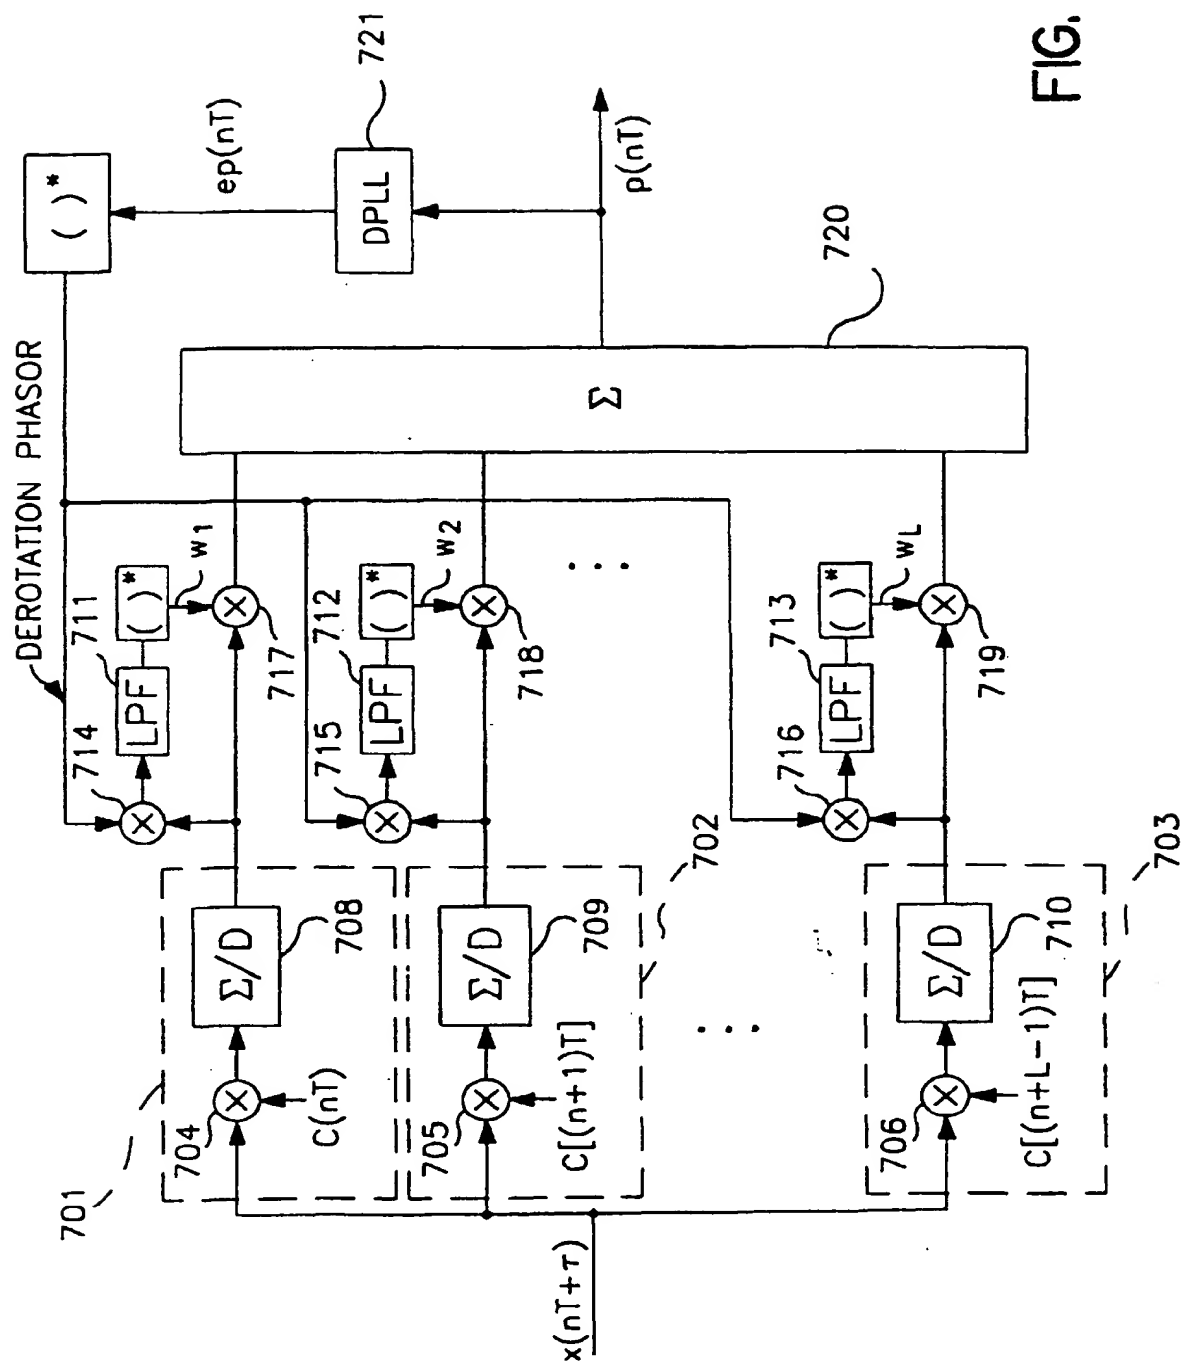 DEROTATION PHASOR
( )*
ep(nT)
DPLL
721
p(nT)
Σ
720
701
704
C(nT)
Σ/D
708
714
LPF
711
( )*
w1
717
x(nT+τ)
705
C[(n+1)T]
Σ/D
709
702
715
LPF
712
( )*
w2
718
. . .
. . .
706
C[(n+L-1)T]
Σ/D
710
703
716
LPF
713
( )*
wL
719
FIG.